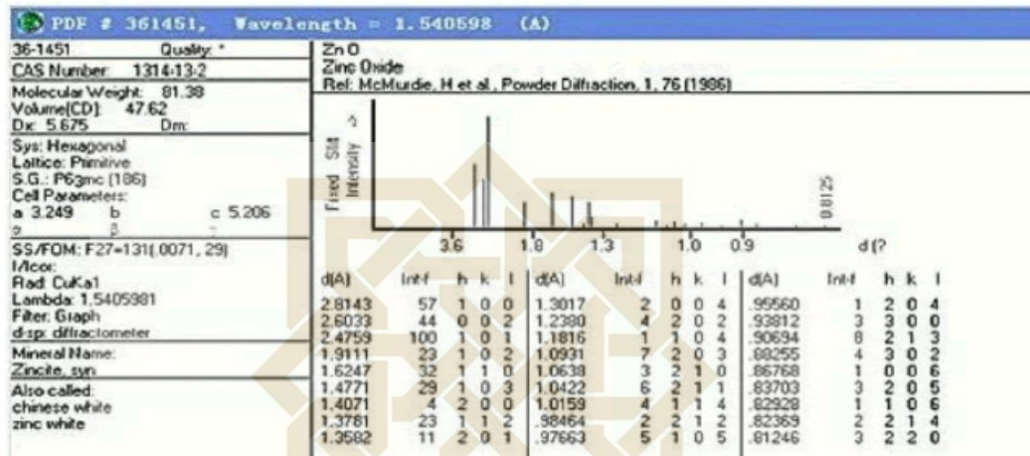 PDF # 361451, Wavelength = 1.540598 (A)
36-1451 Quality: *
CAS Number: 1314-13-2
Molecular Weight: 81.38
Volume[CD]: 47.62
Dx: 5.675 Dm:
Sys: Hexagonal
Lattice: Primitive
S.G.: P63mc (186)
Cell Parameters:
a 3.249 b c 5.206
SS/FOM: F27=131(.0071, 29)
I/Icor:
Rad: CuKa1
Lambda: 1.5405981
Filter: Graph
d-sp: diffractometer
Mineral Name:
Zincite, syn
Also called:
chinese white
zinc white
Zn O
Zinc Oxide
Ref: McMurdie, H et al., Powder Diffraction, 1, 76 (1986)
Fixed Slit
Intensity ->
0.8125
3.6 1.8 1.3 1.0 0.9 d (?
d(A) Int-f h k l d(A) Int-f h k l d(A) Int-f h k l
2.8143 57 1 0 0 1.3017 2 0 0 4 .95560 1 2 0 4
2.6033 44 0 0 2 1.2380 4 2 0 2 .93812 3 3 0 0
2.4759 100 1 0 1 1.1816 1 1 0 4 .90694 8 2 1 3
1.9111 23 1 0 2 1.0931 7 2 0 3 .88255 4 3 0 2
1.6247 32 1 1 0 1.0638 3 2 1 0 .86768 1 0 0 6
1.4771 29 1 0 3 1.0422 6 2 1 1 .83703 3 2 0 5
1.4071 4 2 0 0 1.0159 4 1 1 4 .82928 1 1 0 6
1.3781 23 1 1 2 .98464 2 2 1 2 .82369 2 2 1 4
1.3582 11 2 0 1 .97663 5 1 0 5 .81246 3 2 2 0